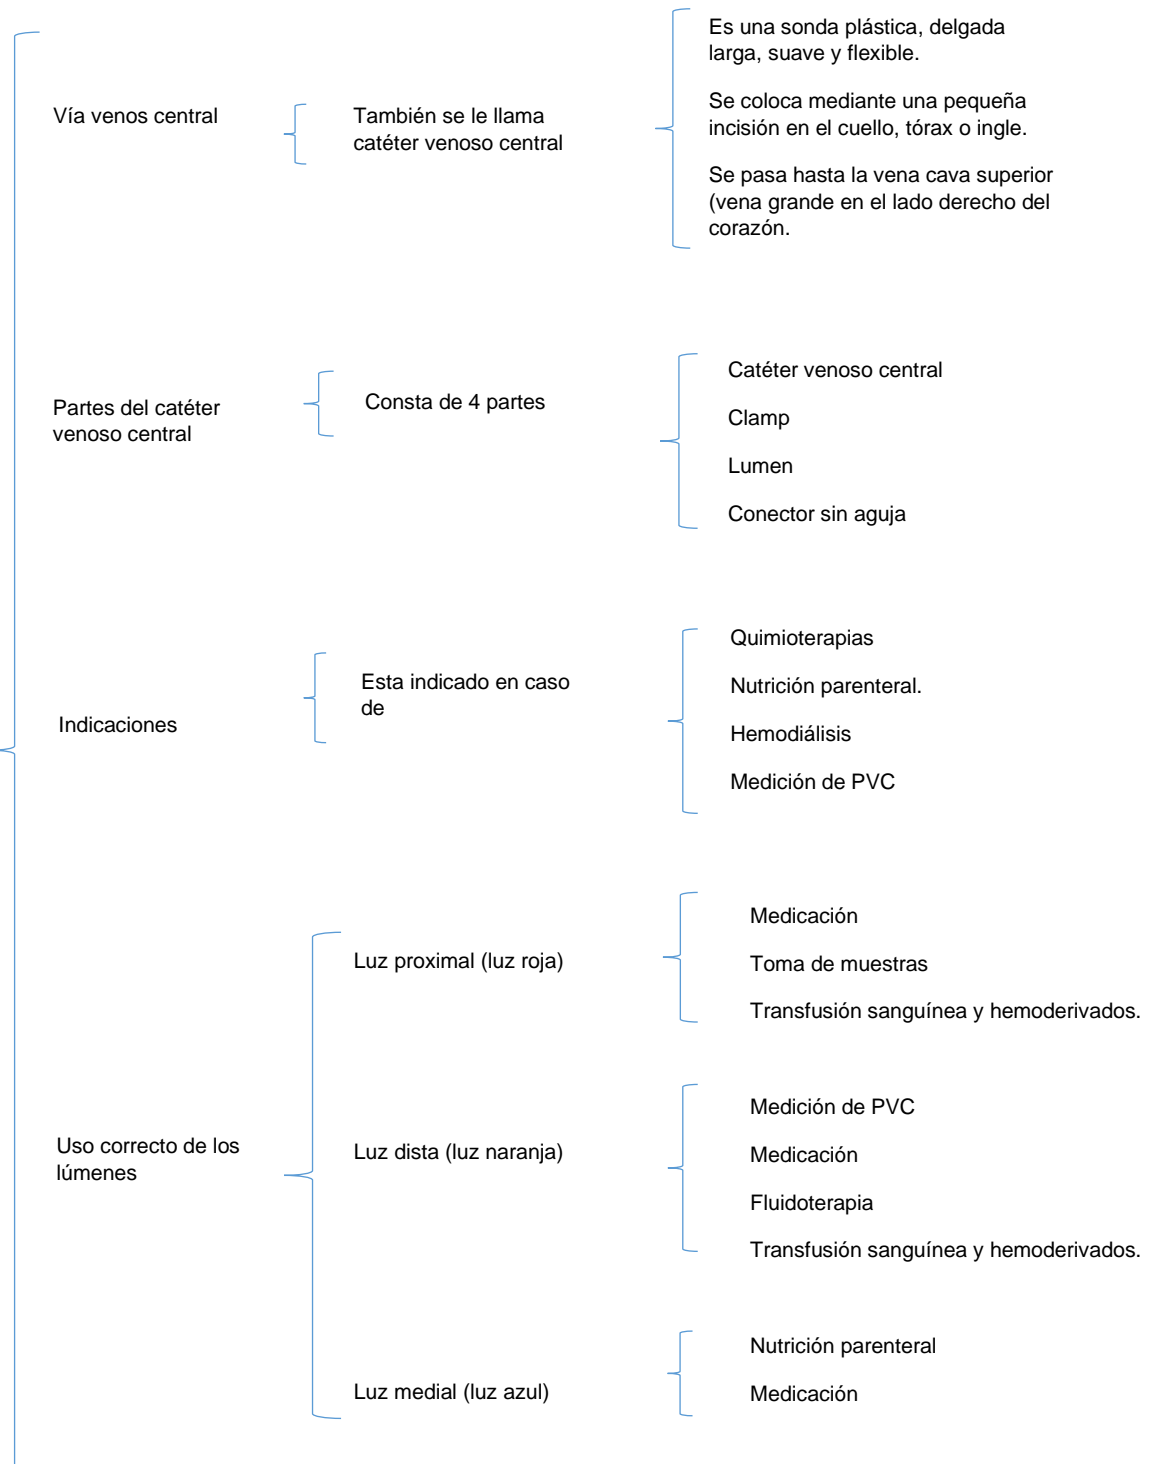 Vía venos central
También se le llama
catéter venoso central
Es una sonda plástica, delgada
larga, suave y flexible.
Se coloca mediante una pequeña
incisión en el cuello, tórax o ingle.
Se pasa hasta la vena cava superior
(vena grande en el lado derecho del
corazón.
Partes del catéter
venoso central
Consta de 4 partes
Catéter venoso central
Clamp
Lumen
Conector sin aguja
Indicaciones
Esta indicado en caso
de
Quimioterapias
Nutrición parenteral.
Hemodiálisis
Medición de PVC
Uso correcto de los
lúmenes
Luz proximal (luz roja)
Medicación
Toma de muestras
Transfusión sanguínea y hemoderivados.
Luz dista (luz naranja)
Medición de PVC
Medicación
Fluidoterapia
Transfusión sanguínea y hemoderivados.
Luz medial (luz azul)
Nutrición parenteral
Medicación